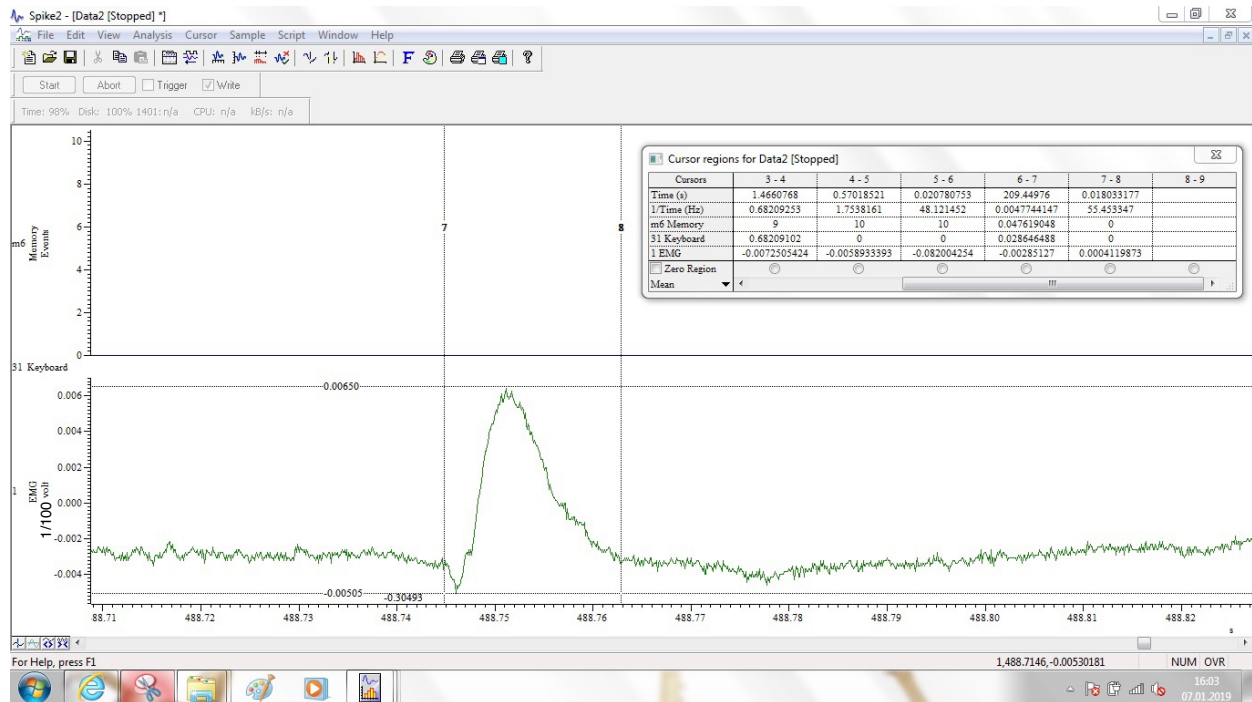 Spike2 - [Data2 [Stopped] *]
File Edit View Analysis Cursor Sample Script Window Help
Start Abort Trigger Write
Time: 98% Disk: 100% 1401: n/a CPU: n/a kB/s: n/a
10
8
6
4
2
0
m6 Memory
Events
7
8
Cursor regions for Data2 [Stopped]
Cursors 3 - 4 4 - 5 5 - 6 6 - 7 7 - 8 8 - 9
Time (s) 1.4660768 0.57018521 0.020780753 209.44976 0.018033177
1/Time (Hz) 0.68209253 1.7538161 48.121452 0.0047744147 55.453347
m6 Memory 9 10 10 0.047619048 0
31 Keyboard 0.68209102 0 0 0.028646488 0
1 EMG -0.0072505424 -0.0058933393 -0.082004254 -0.00285127 0.0004119873
Zero Region
Mean
31 Keyboard
0.00650
0.006
0.004
0.002
0.000
-0.002
-0.004
1 EMG
1/100 volt
-0.00505
-0.30493
88.71 488.72 488.73 488.74 488.75 488.76 488.77 488.78 488.79 488.80 488.81 488.82
s
For Help, press F1 1,488.7146,-0.00530181 NUM OVR
16:03
07.01.2019